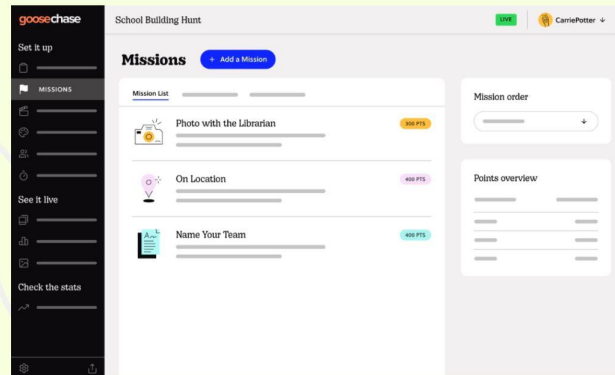 goosechase
School Building Hunt
LIVE
CarriePotter
Set it up
MISSIONS
See it live
Check the stats
Missions
+ Add a Mission
Mission List
Photo with the Librarian
300 PTS
On Location
400 PTS
Name Your Team
400 PTS
Mission order
Points overview